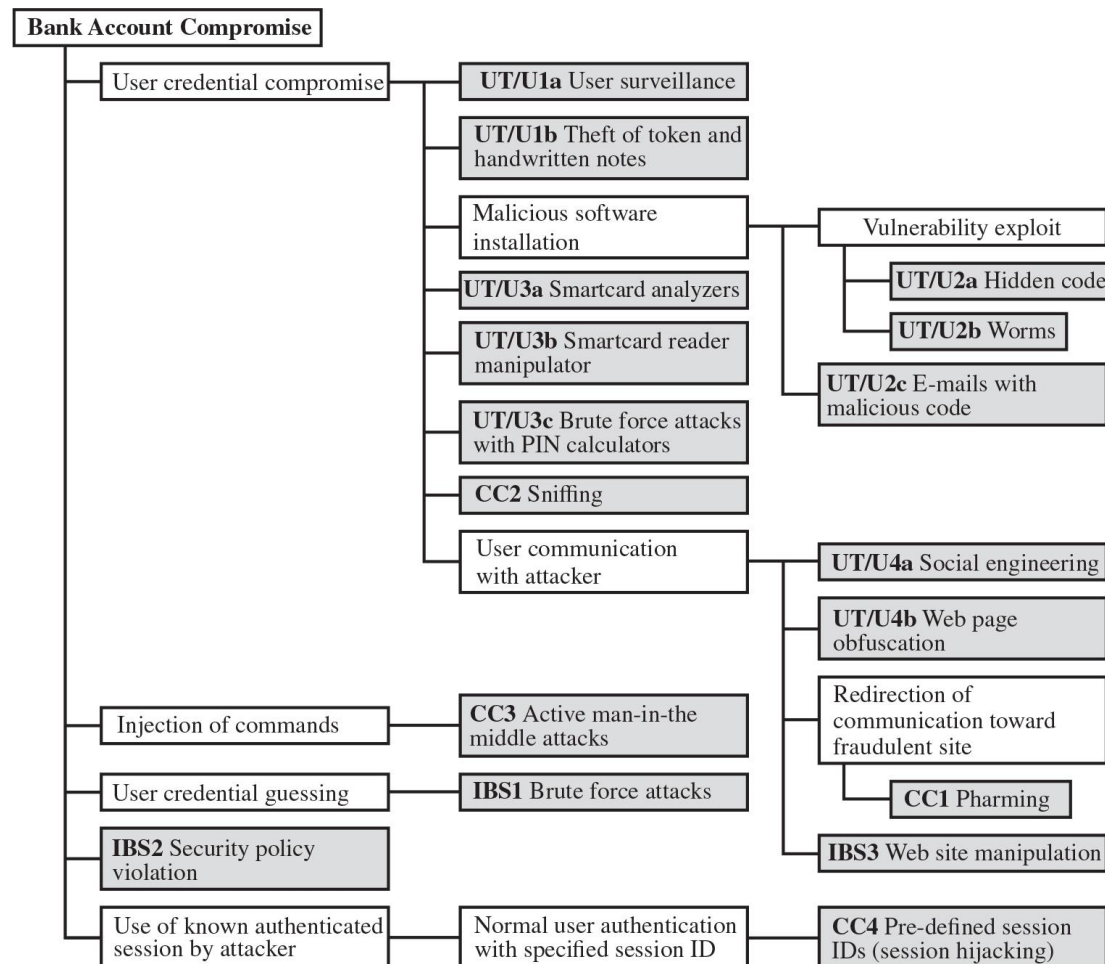 Bank Account Compromise
User credential compromise
UT/U1a User surveillance
UT/U1b Theft of token and
handwritten notes
Malicious software
installation
Vulnerability exploit
UT/U2a Hidden code
UT/U2b Worms
UT/U2c E-mails with
malicious code
UT/U3a Smartcard analyzers
UT/U3b Smartcard reader
manipulator
UT/U3c Brute force attacks
with PIN calculators
CC2 Sniffing
User communication
with attacker
UT/U4a Social engineering
UT/U4b Web page
obfuscation
Redirection of
communication toward
fraudulent site
CC1 Pharming
IBS3 Web site manipulation
Injection of commands
CC3 Active man-in-the
middle attacks
User credential guessing
IBS1 Brute force attacks
IBS2 Security policy
violation
Use of known authenticated
session by attacker
Normal user authentication
with specified session ID
CC4 Pre-defined session
IDs (session hijacking)